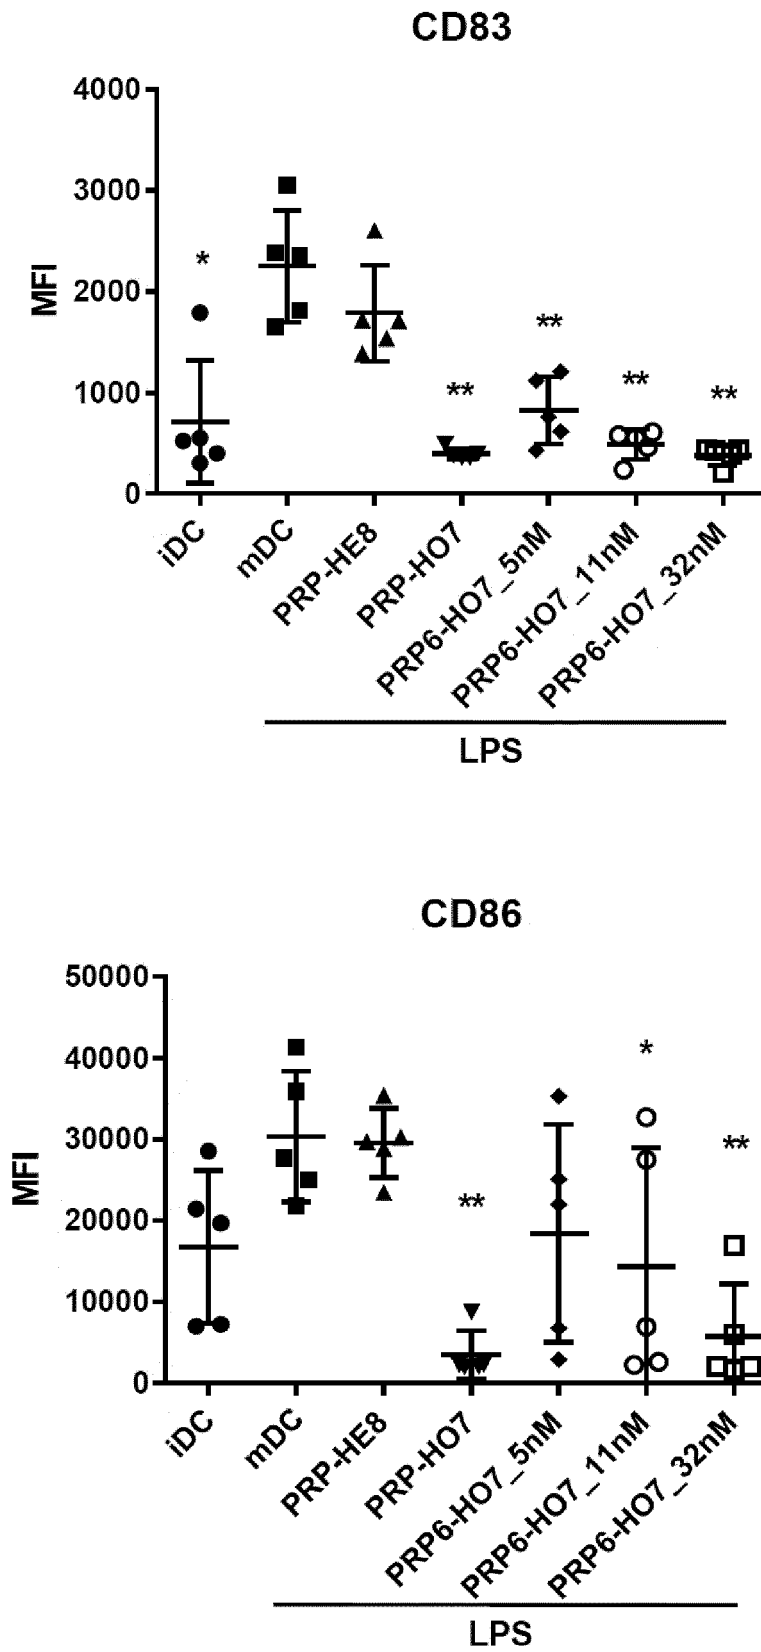 CD83
4000
3000
2000
1000
0
MFI
*
**
**
**
**
iDC
mDC
PRP-HE8
PRP-HO7
PRP6-HO7_5nM
PRP6-HO7_11nM
PRP6-HO7_32nM
LPS
CD86
50000
40000
30000
20000
10000
0
MFI
**
*
**
iDC
mDC
PRP-HE8
PRP-HO7
PRP6-HO7_5nM
PRP6-HO7_11nM
PRP6-HO7_32nM
LPS